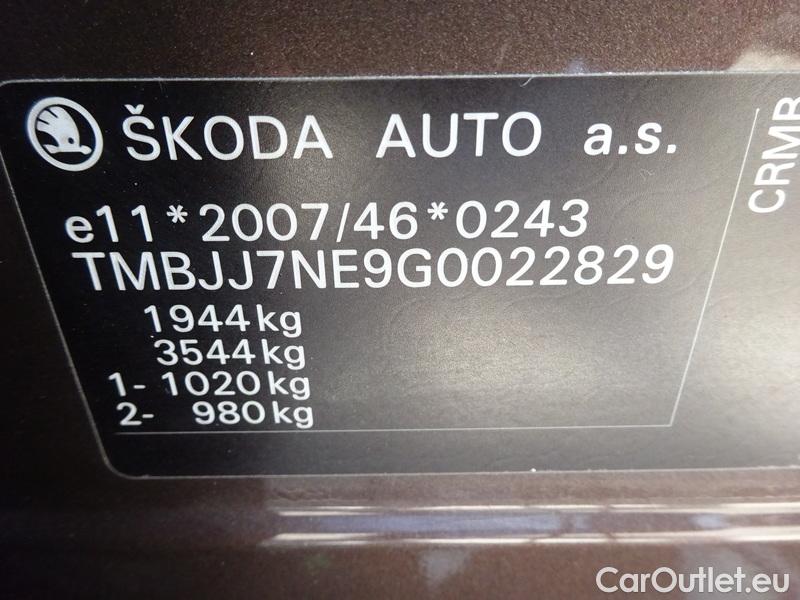 ŠKODA AUTO a.s.
e11*2007/46*0243
TMBJJ7NE9G0022829
1944kg
3544kg
1- 1020kg
2- 980kg
CRMB
CarOutlet.eu